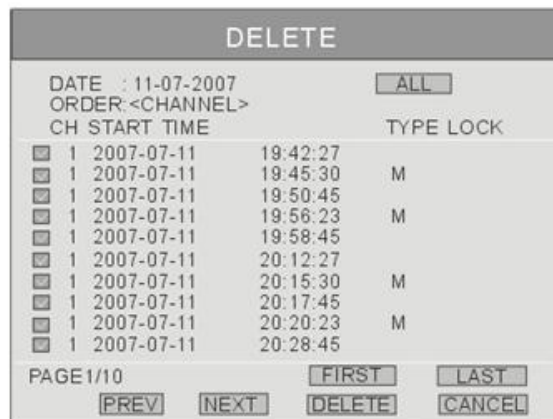 DELETE
DATE : 11-07-2007 ALL
ORDER:<CHANNEL>
CH START TIME TYPE LOCK
1 2007-07-11 19:42:27
1 2007-07-11 19:45:30 M
1 2007-07-11 19:50:45
1 2007-07-11 19:56:23 M
1 2007-07-11 19:58:45
1 2007-07-11 20:12:27
1 2007-07-11 20:15:30 M
1 2007-07-11 20:17:45
1 2007-07-11 20:20:23 M
1 2007-07-11 20:28:45
PAGE1/10 FIRST LAST
PREV NEXT DELETE CANCEL